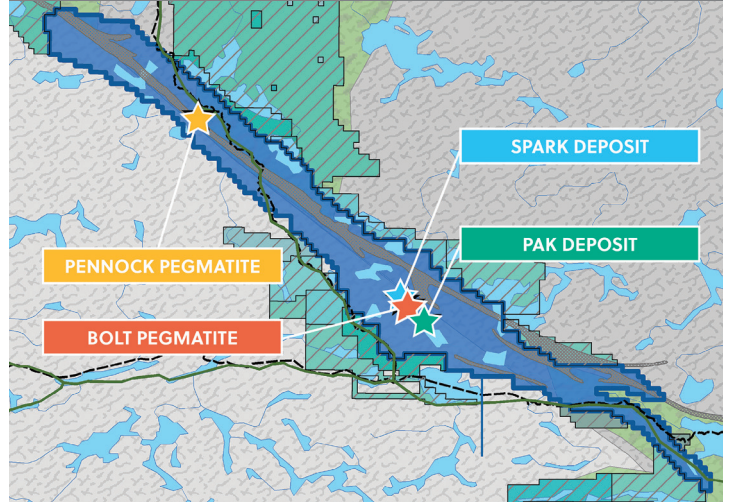 SPARK DEPOSIT
PAK DEPOSIT
PENNOCK PEGMATITE
BOLT PEGMATITE